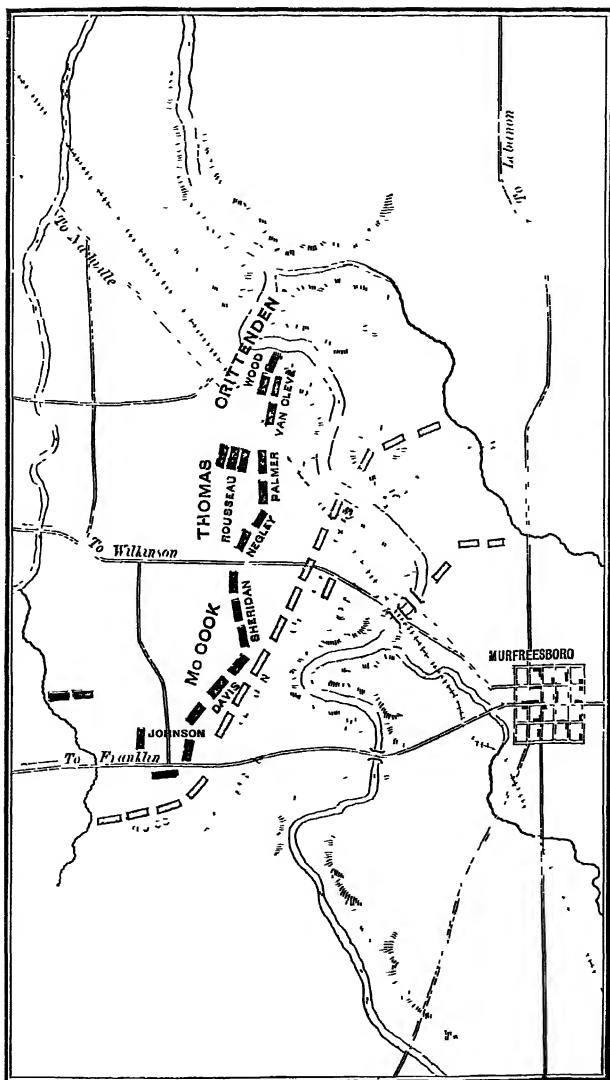 To Lebanon
To Nashville
CRITTENDEN
WOOD
VAN CLEVE
THOMAS
ROUSSEAU
PALMER
NEGLEY
To Wilkinson
McCOOK
SHERIDAN
DAVIS
JOHNSON
To Franklin
MURFREESBORO